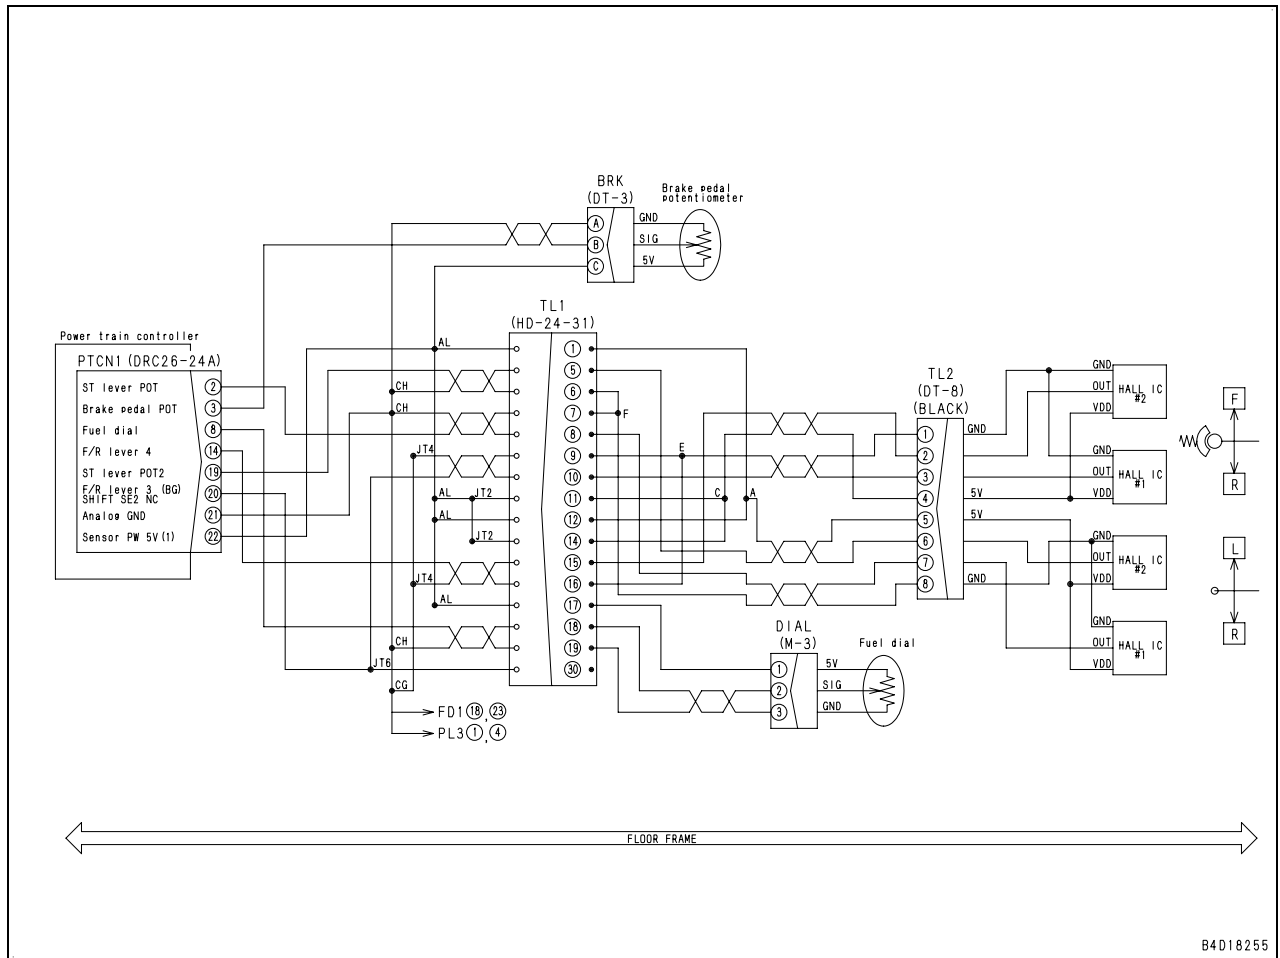 BRK
(DT-3)
Brake pedal
potentiometer
A
GND
B
SIG
C
5V
TL1
(HD-24-31)
Power train controller
PTCN1 (DRC26-24A)
ST lever POT 2
Brake pedal POT 3
Fuel dial 8
F/R lever 4 14
ST lever POT2 19
F/R lever 3 (BG)
SHIFT SE2 NC 20
Analog GND 21
Sensor PW 5V(1) 22
AL
CH
CH
JT4
AL
JT2
AL
JT2
JT4
AL
CH
JT6
CG
1
5
6
7
8
9
10
11
12
14
15
16
17
18
19
30
F
E
C
A
TL2
(DT-8)
(BLACK)
1 GND
2
3
4 5V
5 5V
6
7
8 GND
GND
OUT
VDD
HALL IC
#2
GND
OUT
VDD
HALL IC
#1
GND
OUT
VDD
HALL IC
#2
GND
OUT
VDD
HALL IC
#1
F
R
L
R
DIAL
(M-3)
Fuel dial
1 5V
2 SIG
3 GND
FD1 18, 23
PL3 1, 4
FLOOR FRAME
B4D18255